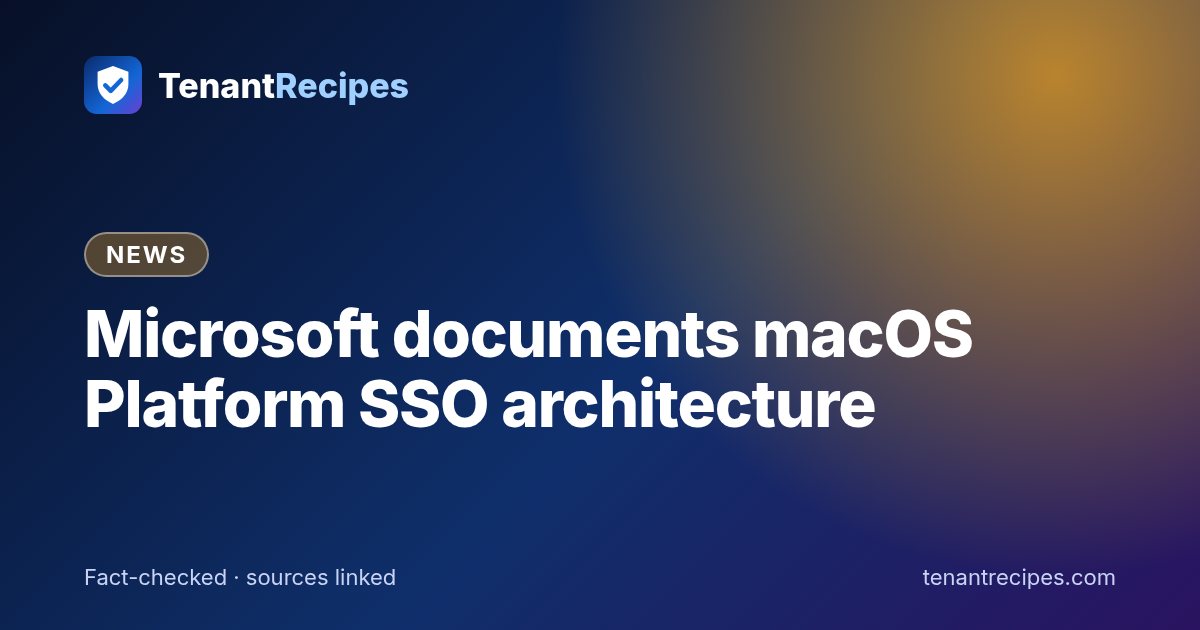 TenantRecipes
NEWS
Microsoft documents macOS
Platform SSO architecture
Fact-checked · sources linked
tenantrecipes.com